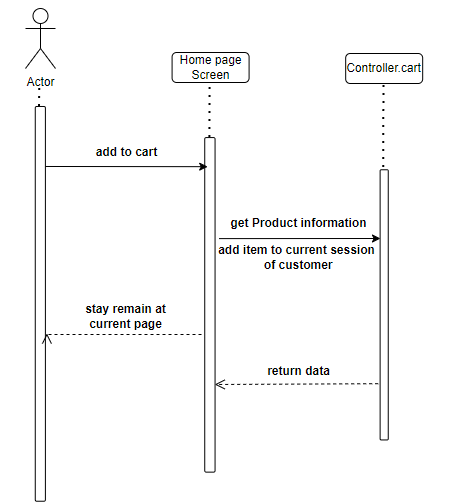 Home page
Screen
Controller.cart
Actor
add to cart
get Product information
add item to current session
of customer
stay remain at
current page
return data